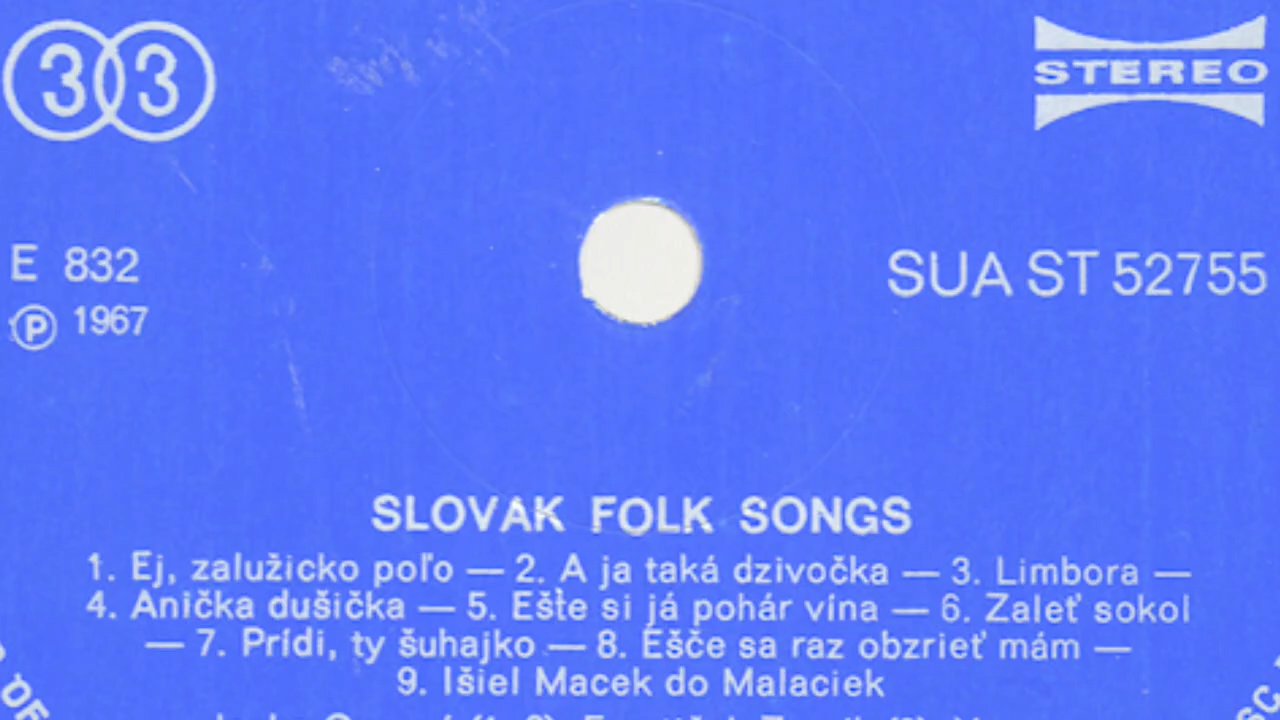 33
STEREO
E 832
SUA ST 52755
Ⓟ 1967
SLOVAK FOLK SONGS
1. Ej, zalužicko poľo — 2. A ja taká dzivočka — 3. Limbora —
4. Anička dušička — 5. Ešte si já pohár vína — 6. Zaleť sokol
— 7. Prídi, ty šuhajko — 8. Ešče sa raz obzrieť mám —
9. Išiel Macek do Malaciek